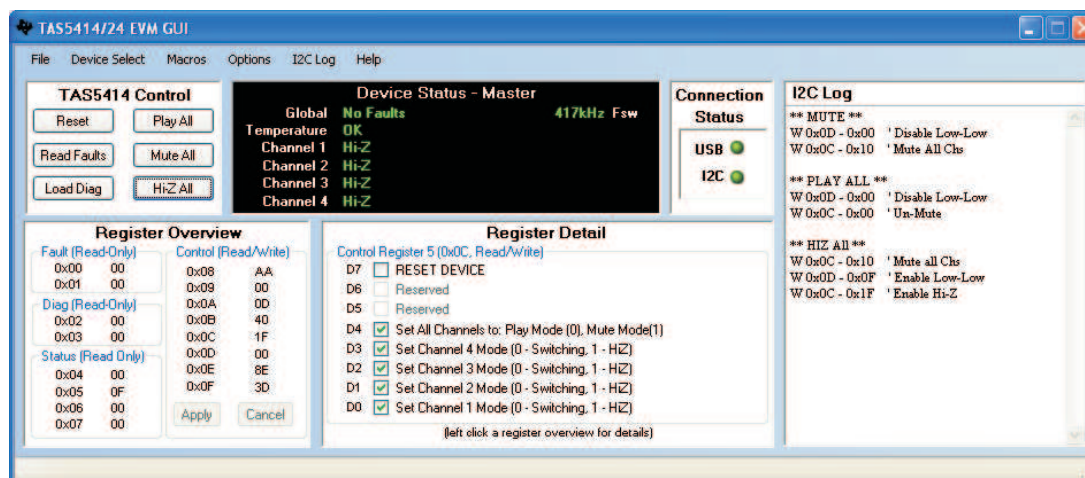 TAS5414/24 EVM GUI
File Device Select Macros Options I2C Log Help
TAS5414 Control
Reset Play All
Read Faults Mute All
Load Diag Hi-Z All
Device Status - Master
Global No Faults 417kHz Fsw
Temperature OK
Channel 1 Hi-Z
Channel 2 Hi-Z
Channel 3 Hi-Z
Channel 4 Hi-Z
Connection
Status
USB
I2C
I2C Log
** MUTE **
W 0x0D - 0x00 ' Disable Low-Low
W 0x0C - 0x10 ' Mute All Chs
** PLAY ALL **
W 0x0D - 0x00 ' Disable Low-Low
W 0x0C - 0x00 ' Un-Mute
** HIZ All **
W 0x0C - 0x10 ' Mute all Chs
W 0x0D - 0x0F ' Enable Low-Low
W 0x0C - 0x1F ' Enable Hi-Z
Register Overview
Fault (Read-Only)
0x00 00
0x01 00
Diag (Read-Only)
0x02 00
0x03 00
Status (Read Only)
0x04 00
0x05 0F
0x06 00
0x07 00
Control (Read/Write)
0x08 AA
0x09 00
0x0A 0D
0x0B 40
0x0C 1F
0x0D 00
0x0E 8E
0x0F 3D
Apply Cancel
Register Detail
Control Register 5 (0x0C, Read/Write)
D7 RESET DEVICE
D6 Reserved
D5 Reserved
D4 Set All Channels to: Play Mode (0), Mute Mode(1)
D3 Set Channel 4 Mode (0 - Switching, 1 - HiZ)
D2 Set Channel 3 Mode (0 - Switching, 1 - HiZ)
D1 Set Channel 2 Mode (0 - Switching, 1 - HiZ)
D0 Set Channel 1 Mode (0 - Switching, 1 - HiZ)
(left click a register overview for details)